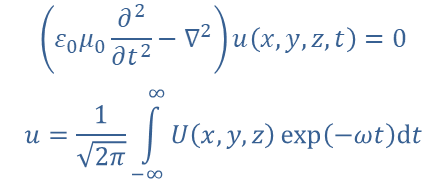 (ε₀μ₀ ∂²/∂t² − ∇²) u(x, y, z, t) = 0
u = 1/√2π ∫_{−∞}^{∞} U(x, y, z) exp(−ωt)dt